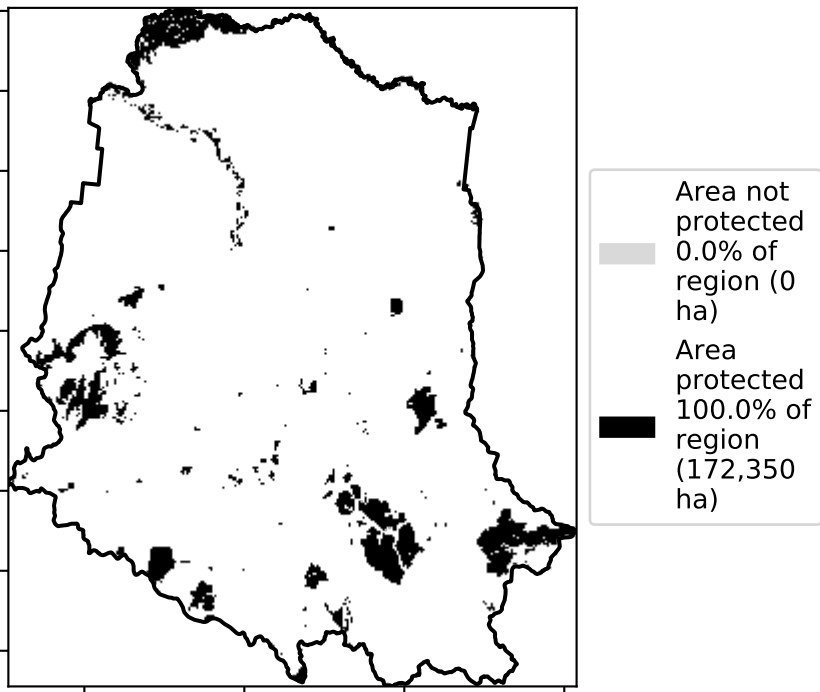 Area not
protected
0.0% of
region (0
ha)
Area
protected
100.0% of
region
(172,350
ha)